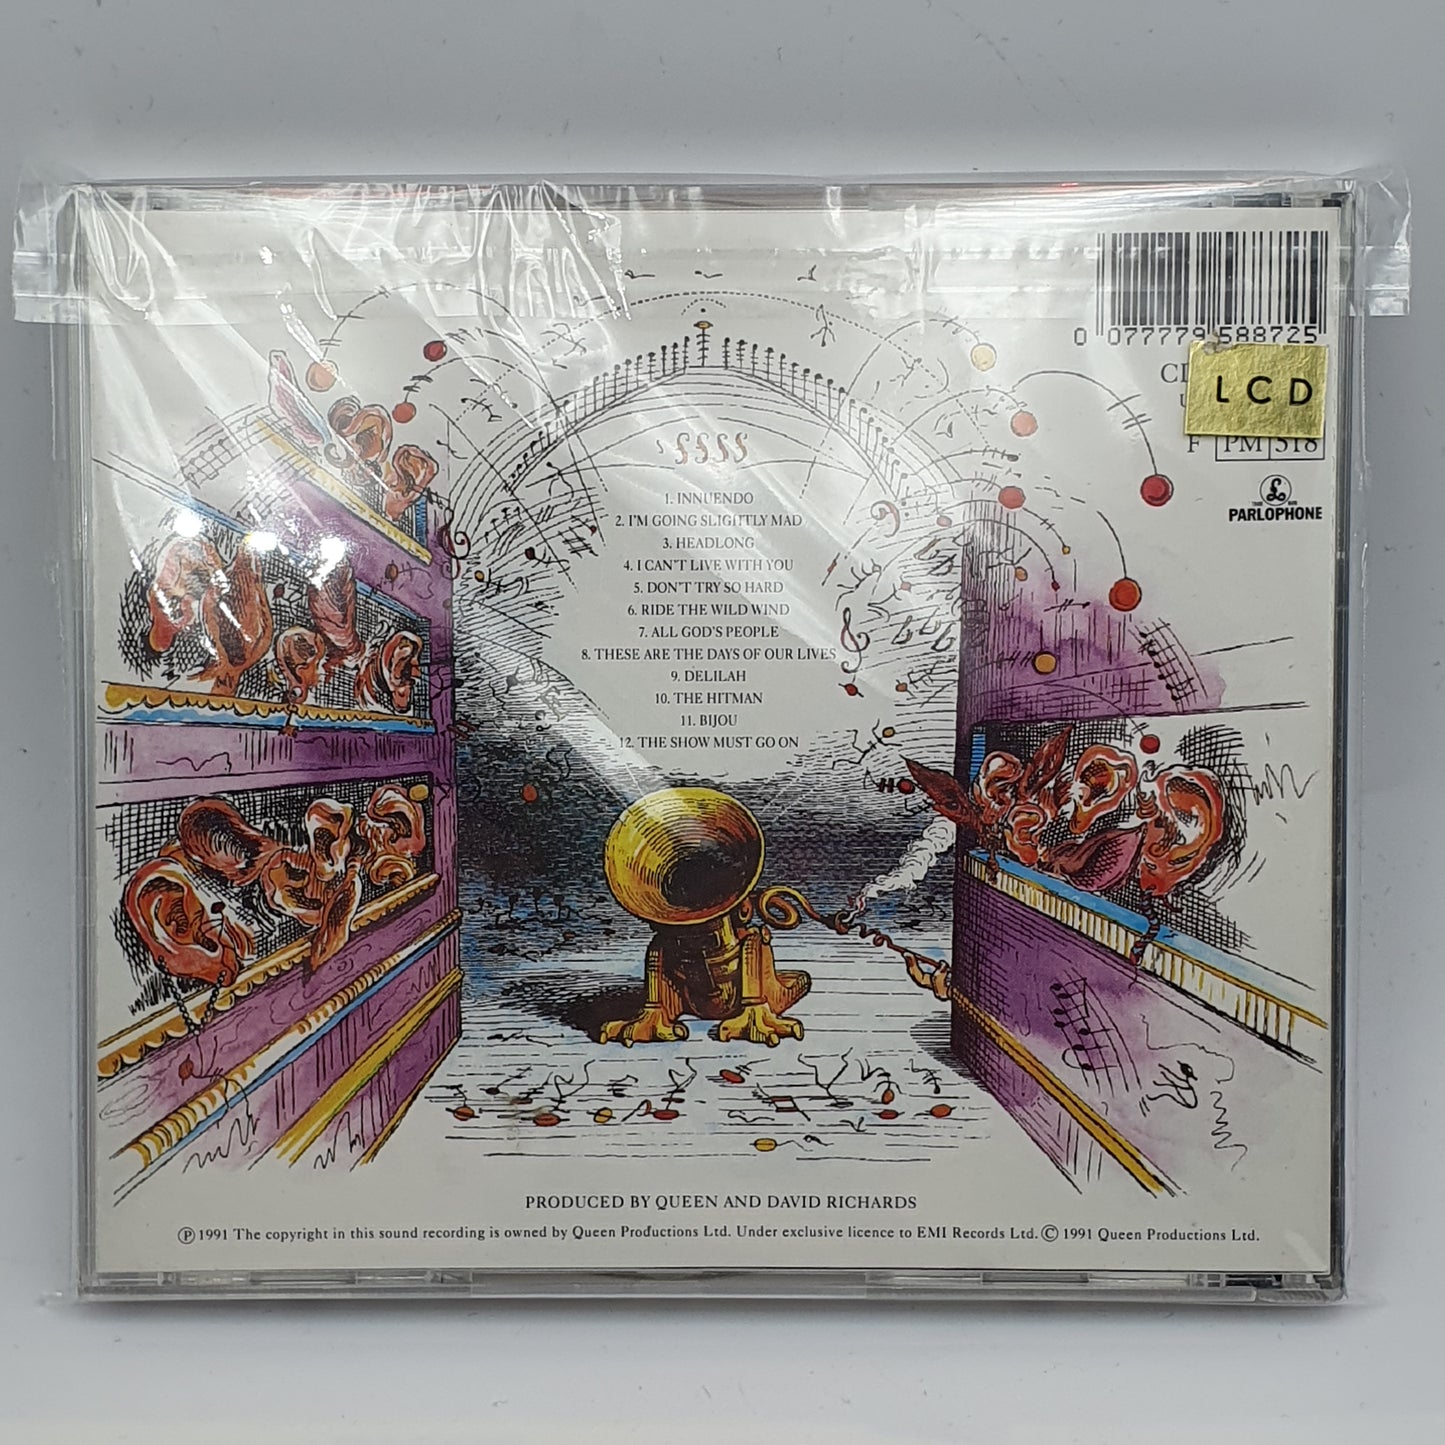 0 077779 588725
LCD
F PM 518
PARLOPHONE
1. INNUENDO
2. I'M GOING SLIGHTLY MAD
3. HEADLONG
4. I CAN'T LIVE WITH YOU
5. DON'T TRY SO HARD
6. RIDE THE WILD WIND
7. ALL GOD'S PEOPLE
8. THESE ARE THE DAYS OF OUR LIVES
9. DELILAH
10. THE HITMAN
11. BIJOU
12. THE SHOW MUST GO ON
PRODUCED BY QUEEN AND DAVID RICHARDS
Ⓟ 1991 The copyright in this sound recording is owned by Queen Productions Ltd. Under exclusive licence to EMI Records Ltd. © 1991 Queen Productions Ltd.